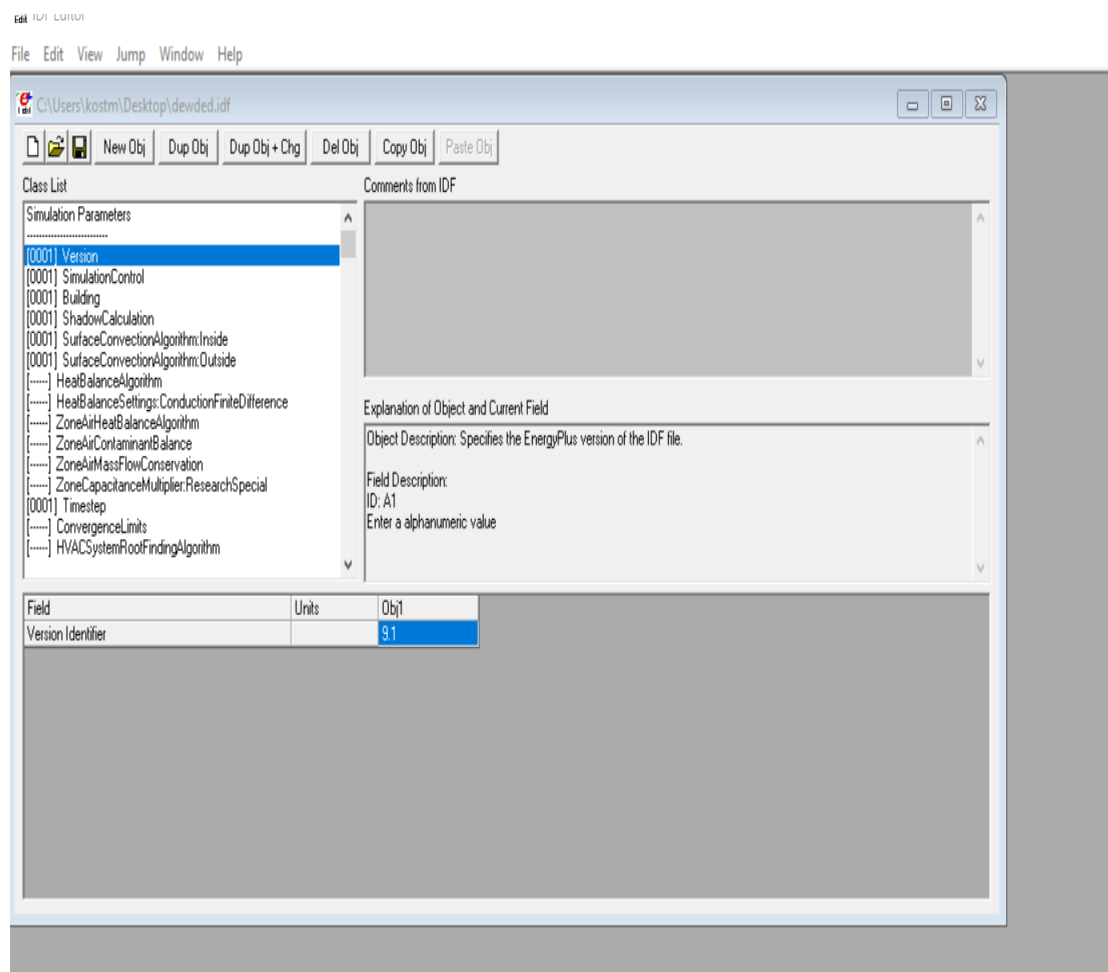 Edit IDF Editor
File Edit View Jump Window Help
C:\Users\kostm\Desktop\dewded.idf
New Obj Dup Obj Dup Obj + Chg Del Obj Copy Obj Paste Obj
Class List
Comments from IDF
Simulation Parameters
---------------------------
[0001] Version
[0001] SimulationControl
[0001] Building
[0001] ShadowCalculation
[0001] SurfaceConvectionAlgorithm:Inside
[0001] SurfaceConvectionAlgorithm:Outside
[------] HeatBalanceAlgorithm
[------] HeatBalanceSettings:ConductionFiniteDifference
[------] ZoneAirHeatBalanceAlgorithm
[------] ZoneAirContaminantBalance
[------] ZoneAirMassFlowConservation
[------] ZoneCapacitanceMultiplier:ResearchSpecial
[0001] Timestep
[------] ConvergenceLimits
[------] HVACSystemRootFindingAlgorithm
Explanation of Object and Current Field
Object Description: Specifies the EnergyPlus version of the IDF file.
Field Description:
ID: A1
Enter a alphanumeric value
Field Units Obj1
Version Identifier 9.1